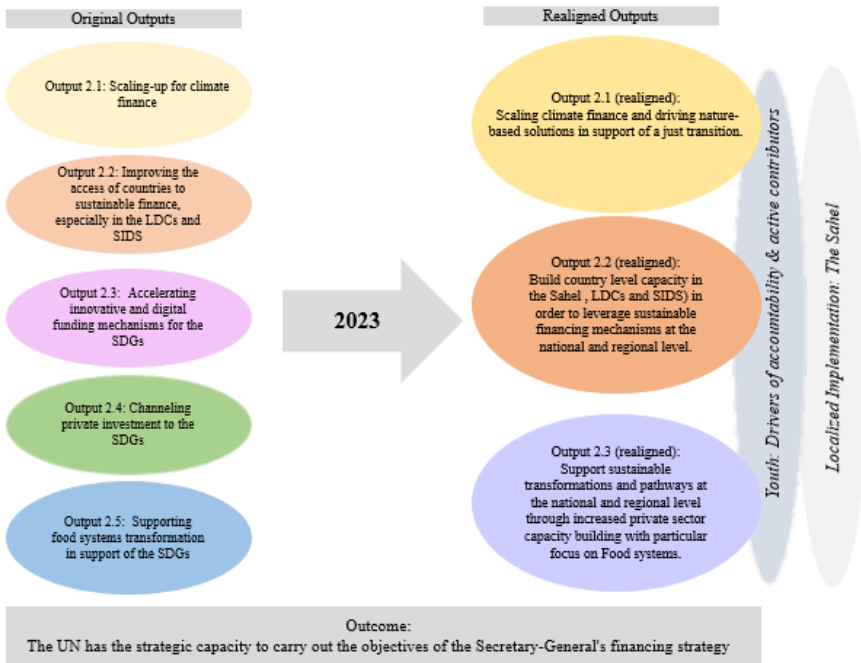 Original Outputs
Output 2.1: Scaling-up for climate
finance
Output 2.2: Improving the
access of countries to
sustainable finance,
especially in the LDCs and
SIDS
Output 2.3: Accelerating
innovative and digital
funding mechanisms for the
SDGs
Output 2.4: Channeling
private investment to the
SDGs
Output 2.5: Supporting
food systems transformation
in support of the SDGs
2023
Realigned Outputs
Output 2.1 (realigned):
Scaling climate finance and driving nature-
based solutions in support of a just transition.
Output 2.2 (realigned):
Build country level capacity in
the Sahel , LDCs and SIDS) in
order to leverage sustainable
financing mechanisms at the
national and regional level.
Output 2.3 (realigned):
Support sustainable
transformations and pathways at
the national and regional level
through increased private sector
capacity building with particular
focus on Food systems.
Youth: Drivers of accountability & active contributors
Localized Implementation: The Sahel
Outcome:
The UN has the strategic capacity to carry out the objectives of the Secretary-General's financing strategy